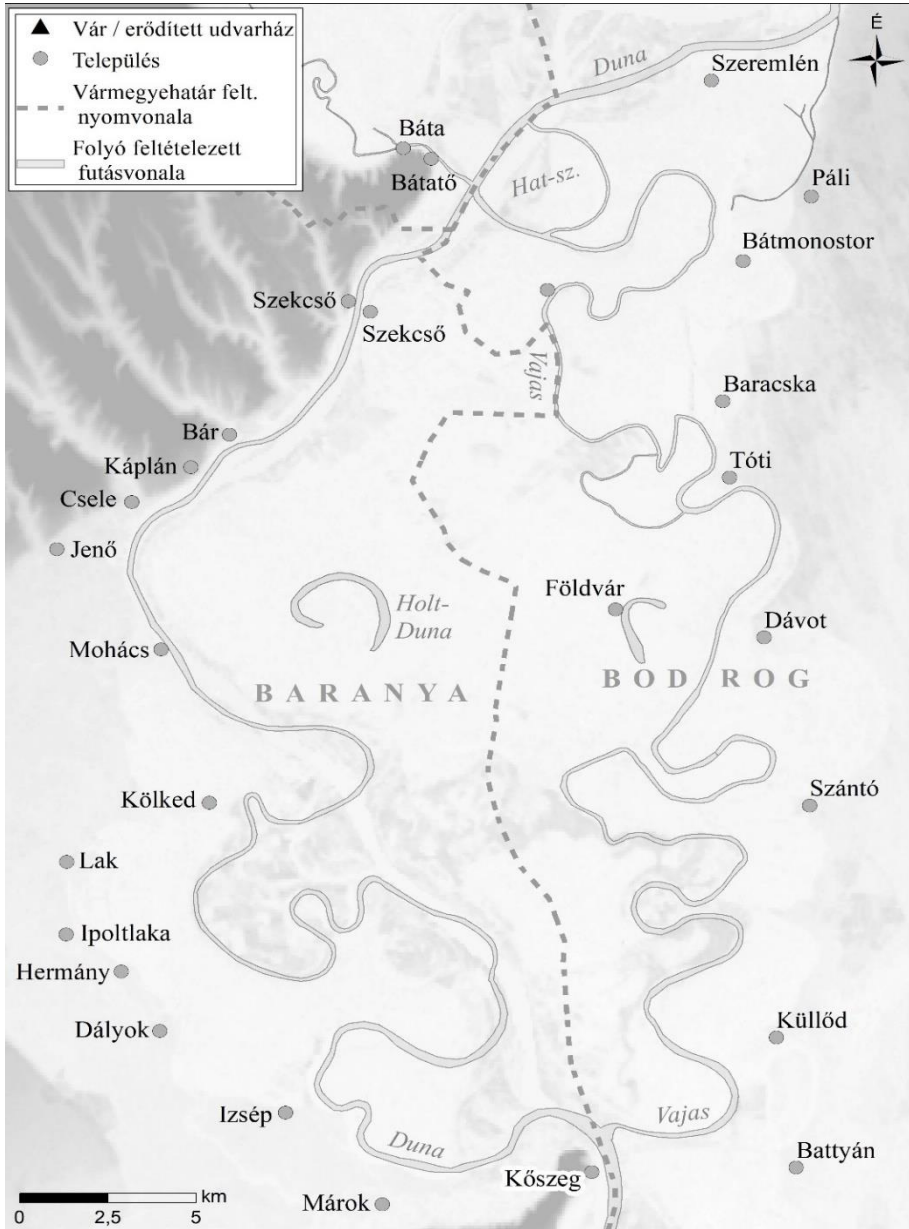 Vár / erődített udvarház
Település
Vármegyehatár felt.
nyomvonala
Folyó feltételezett
futásvonala
É
Duna
Szeremlén
Báta
Bátatő
Hat-sz.
Páli
Bátmonostor
Szekcső
Szekcső
Vajas
Baracska
Bár
Káplán
Tóti
Csele
Jenő
Földvár
Holt-
Duna
Dávot
Mohács
BARANYA
BODROG
Kölked
Szántó
Lak
Ipoltlaka
Hermány
Dályok
Küllőd
Izsép
Vajas
Duna
Kőszeg
Battyán
Márok
km
0 2,5 5